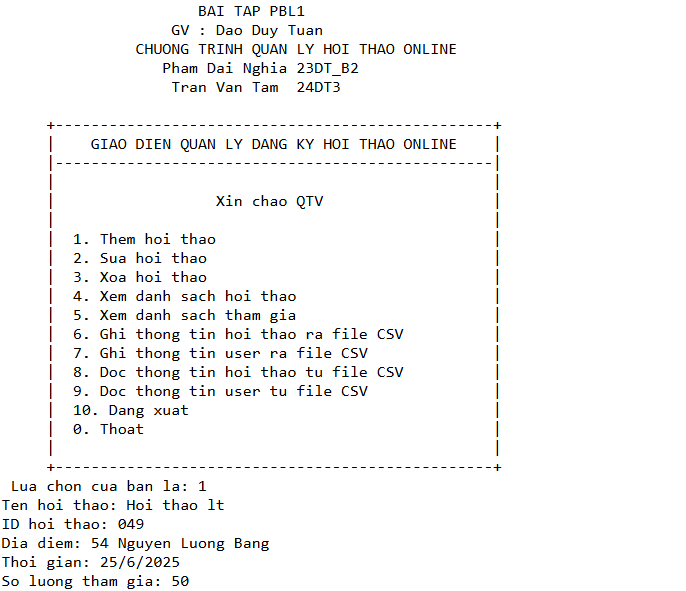 BAI TAP PBL1
GV : Dao Duy Tuan
CHUONG TRINH QUAN LY HOI THAO ONLINE
Pham Dai Nghia 23DT_B2
Tran Van Tam  24DT3
GIAO DIEN QUAN LY DANG KY HOI THAO ONLINE
Xin chao QTV
1. Them hoi thao
2. Sua hoi thao
3. Xoa hoi thao
4. Xem danh sach hoi thao
5. Xem danh sach tham gia
6. Ghi thong tin hoi thao ra file CSV
7. Ghi thong tin user ra file CSV
8. Doc thong tin hoi thao tu file CSV
9. Doc thong tin user tu file CSV
10. Dang xuat
0. Thoat
Lua chon cua ban la: 1
Ten hoi thao: Hoi thao lt
ID hoi thao: 049
Dia diem: 54 Nguyen Luong Bang
Thoi gian: 25/6/2025
So luong tham gia: 50